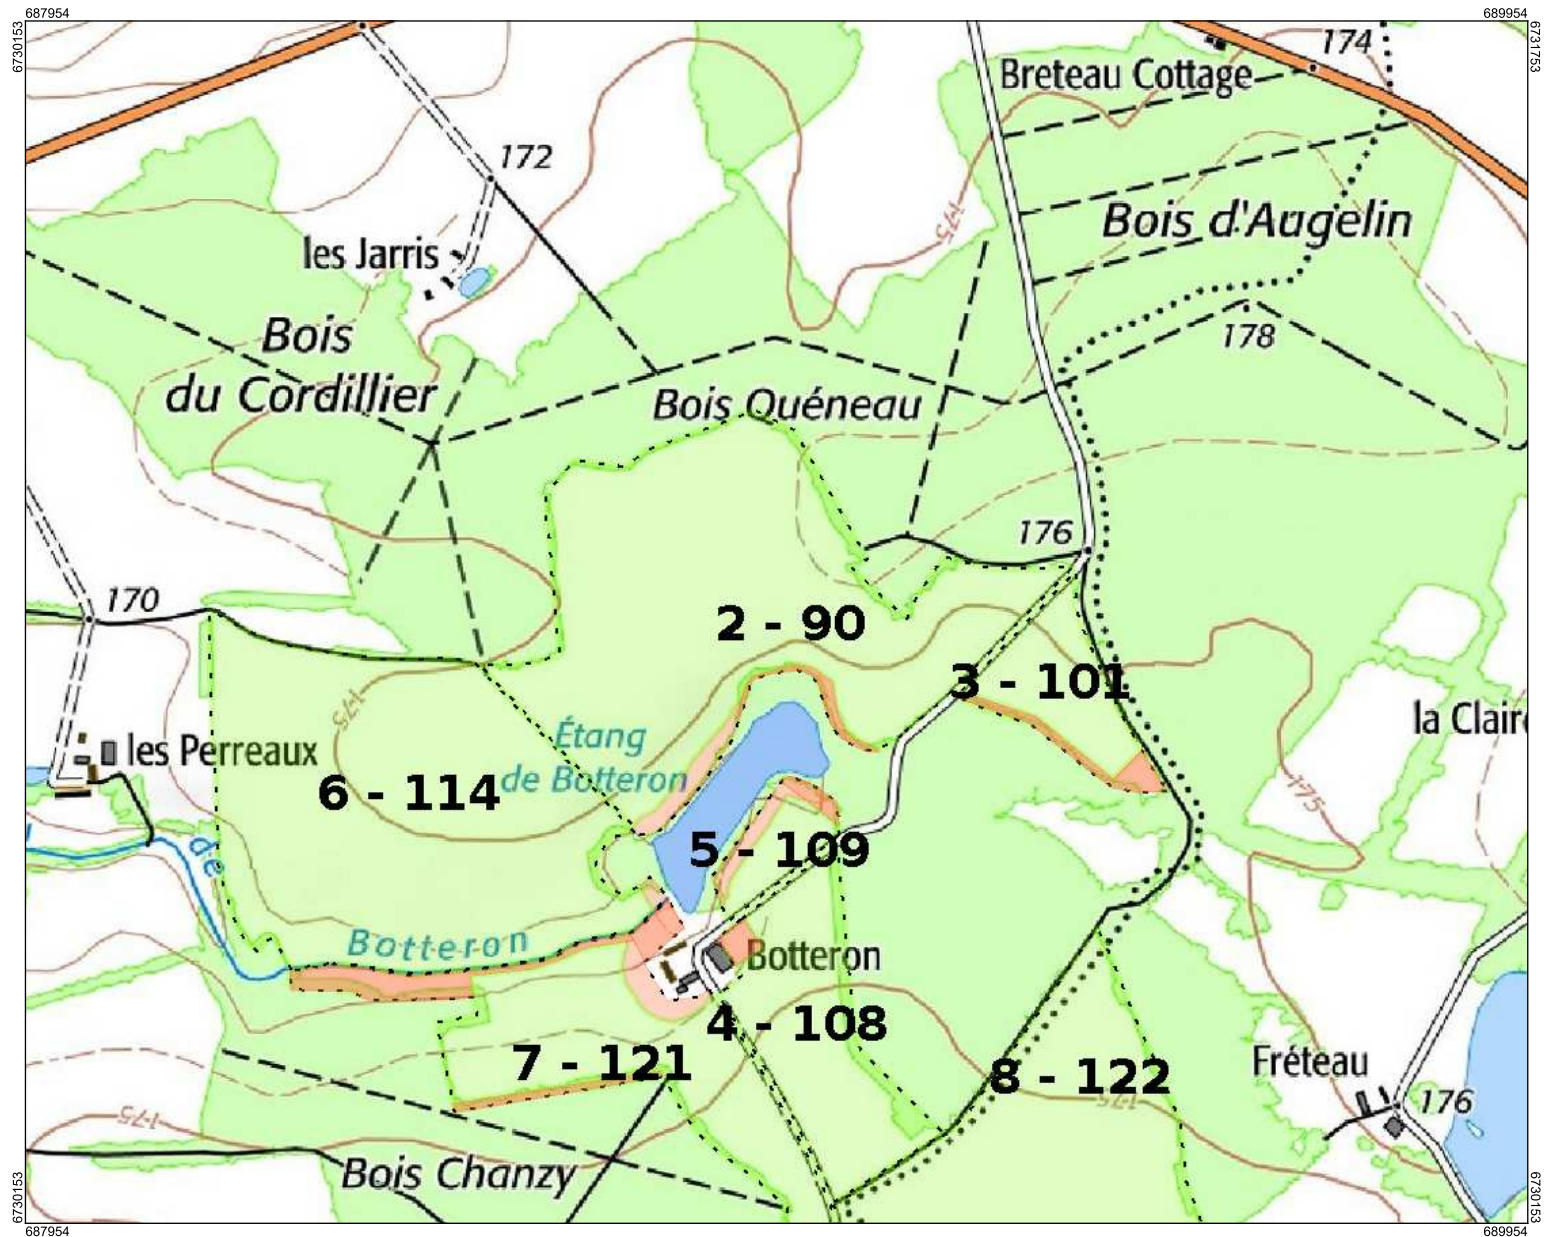 687954
689954
6730153
6731753
174
Breteau Cottage
172
175
Bois d'Augelin
les Jarris
Bois
du Cordillier
178
Bois Quéneau
176
170
2 - 90
3 - 101
175
la Claire
Étang
de Botteron
les Perreaux
6 - 114
175
5 - 109
de
Botteron
Botteron
4 - 108
7 - 121
8 - 122
Fréteau
175
176
175
Bois Chanzy
6730153
6730153
687954
689954